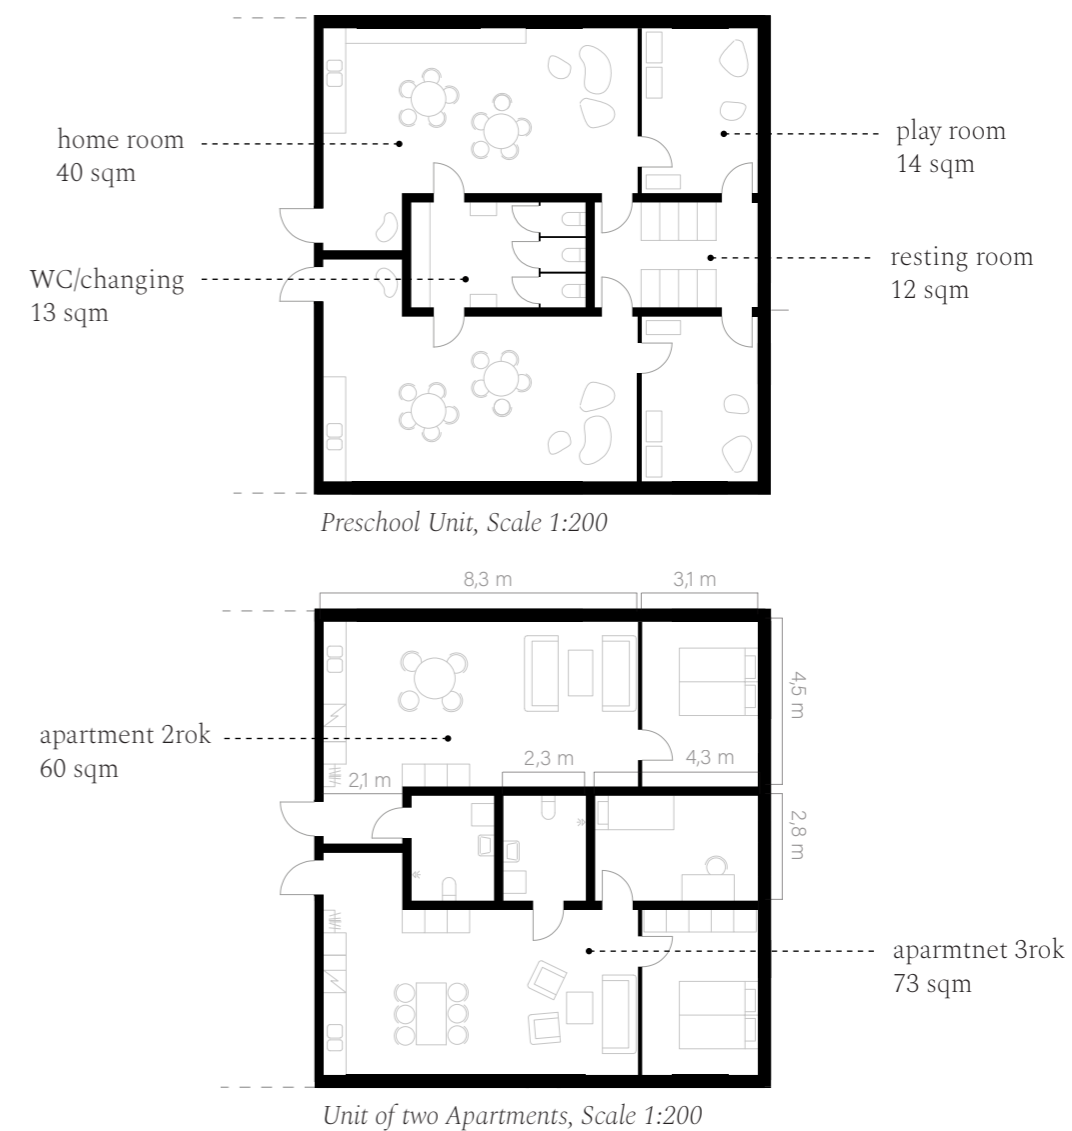 home room
40 sqm
play room
14 sqm
WC/changing
13 sqm
resting room
12 sqm
Preschool Unit, Scale 1:200
8,3 m
3,1 m
4,5 m
apartment 2rok
60 sqm
2,3 m
4,3 m
2,1 m
2,8 m
aparmtnet 3rok
73 sqm
Unit of two Apartments, Scale 1:200